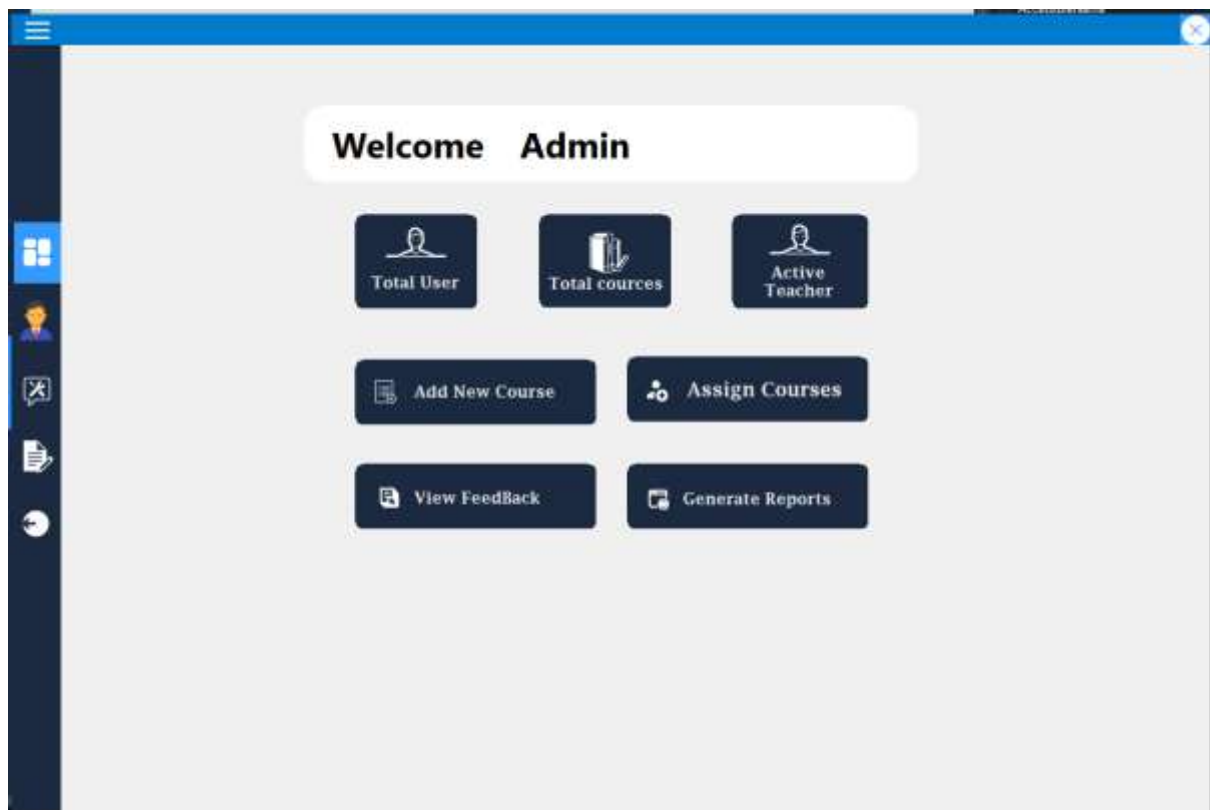 Welcome Admin
Total User
Total cources
Active
Teacher
Add New Course
Assign Courses
View FeedBack
Generate Reports